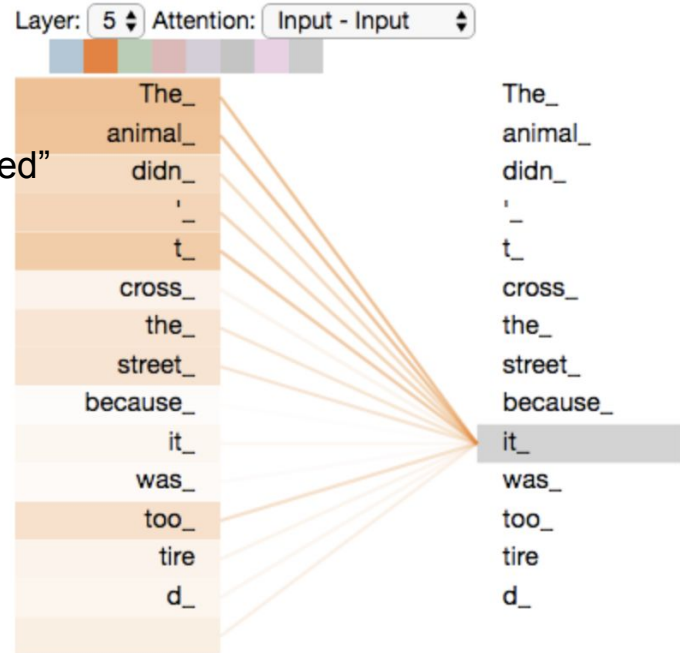 Layer: 5 Attention: Input - Input
The_ The_
animal_ animal_
ed”
didn_ didn_
'_ '_
t_ t_
cross_ cross_
the_ the_
street_ street_
because_ because_
it_ it_
was_ was_
too_ too_
tire tire
d_ d_